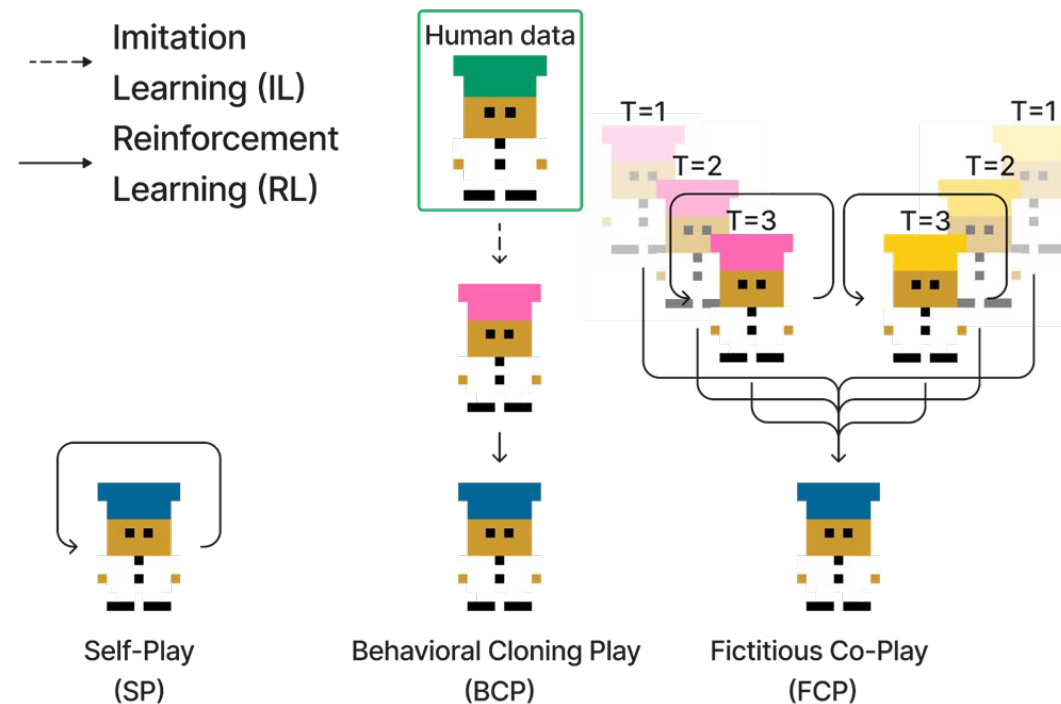 Imitation
Learning (IL)
Reinforcement
Learning (RL)
Human data
T=1
T=2
T=3
T=1
T=2
T=3
Self-Play
(SP)
Behavioral Cloning Play
(BCP)
Fictitious Co-Play
(FCP)